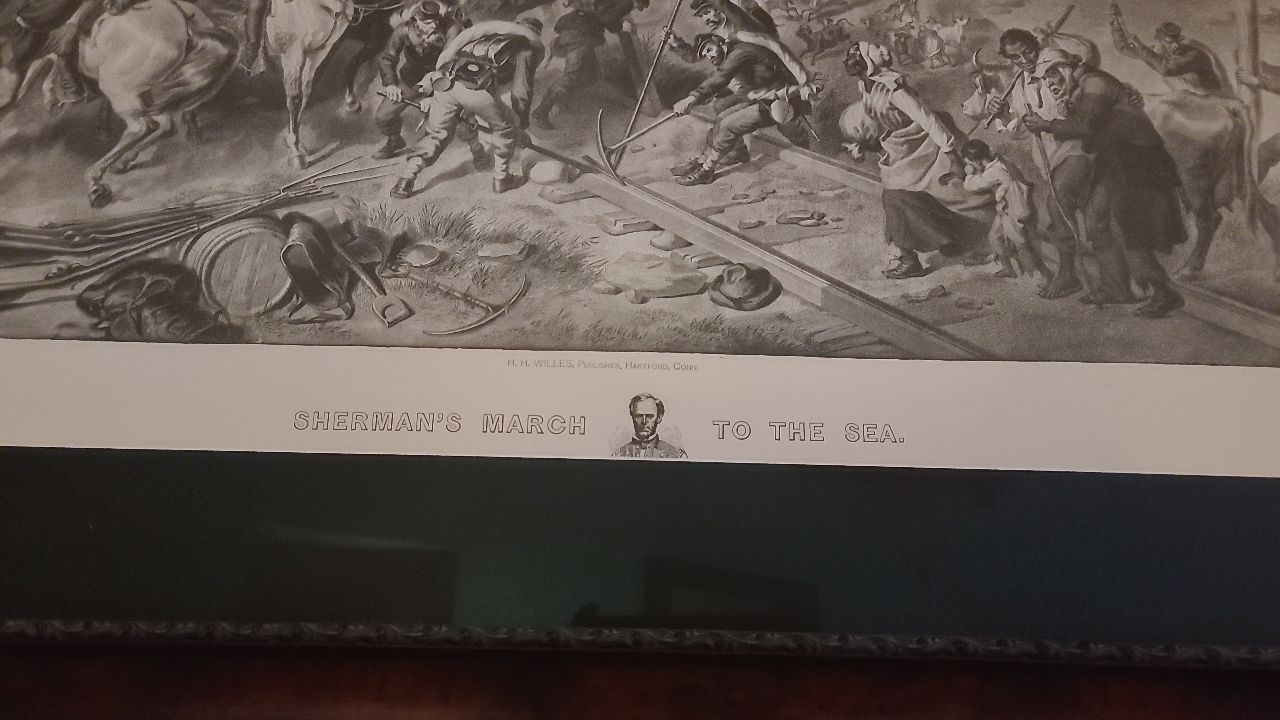 H. H. WILLES, Publisher, Hartford, Conn.
SHERMAN'S MARCH TO THE SEA.